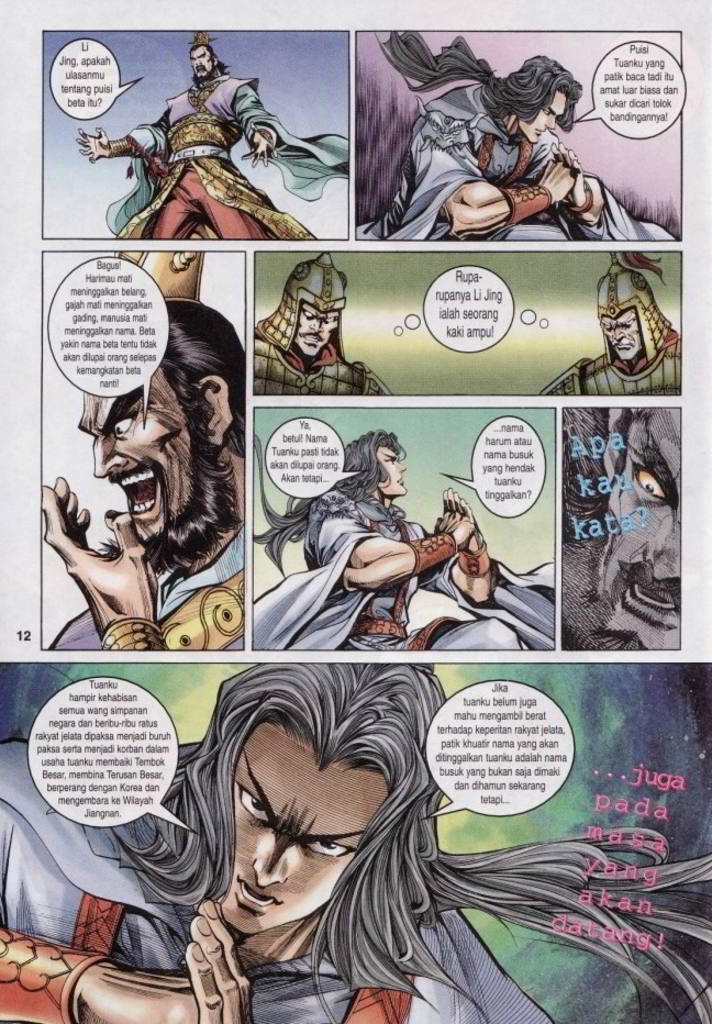 Li
Jing, apakah
ulasanmu
tentang puisi
beta itu?
Puisi
Tuanku yang
patik baca tadi itu
amat luar biasa dan
sukar dicari tolok
bandingannya!
Bagus!
Harimau mati
meninggalkan belang,
gajah mati meninggalkan
gading, manusia mati
meninggalkan nama. Beta
yakin nama beta tentu tidak
akan dilupai orang selepas
kemangkatan beta
nanti!
Rupa-
rupanya Li Jing
ialah seorang
kaki ampu!
Ya,
betul! Nama
Tuanku pasti tidak
akan dilupai orang.
Akan tetapi...
...nama
harum atau
nama busuk
yang hendak
tuanku
tinggalkan?
Apa
kau
kata?
12
Tuanku
hampir kehabisan
semua wang simpanan
negara dan beribu-ribu ratus
rakyat jelata dipaksa menjadi buruh
paksa serta menjadi korban dalam
usaha tuanku membaiki Tembok
Besar, membina Terusan Besar,
berperang dengan Korea dan
mengembara ke Wilayah
Jiangnan.
Jika
tuanku belum juga
mahu mengambil berat
terhadap keperitan rakyat jelata,
patik khuatir nama yang akan
ditinggalkan tuanku adalah nama
busuk yang bukan saja dimaki
dan dihamun sekarang
tetapi...
...juga
pada
masa
yang
akan
datang!